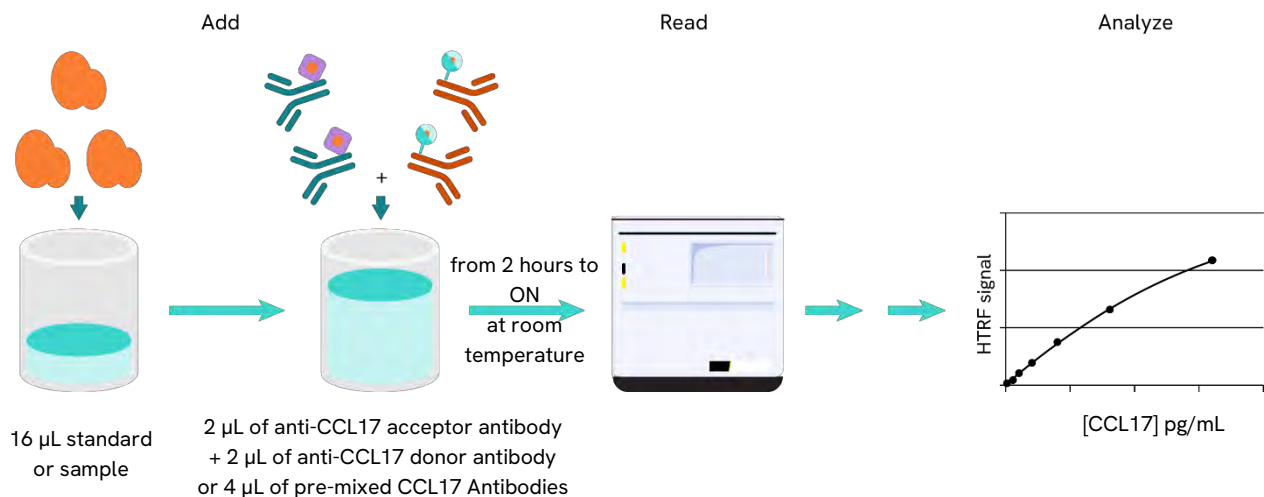 Add
Read
Analyze
+
from 2 hours to
ON
at room
temperature
HTRF signal
16 µL standard
or sample
2 µL of anti-CCL17 acceptor antibody
+ 2 µL of anti-CCL17 donor antibody
or 4 µL of pre-mixed CCL17 Antibodies
[CCL17] pg/mL